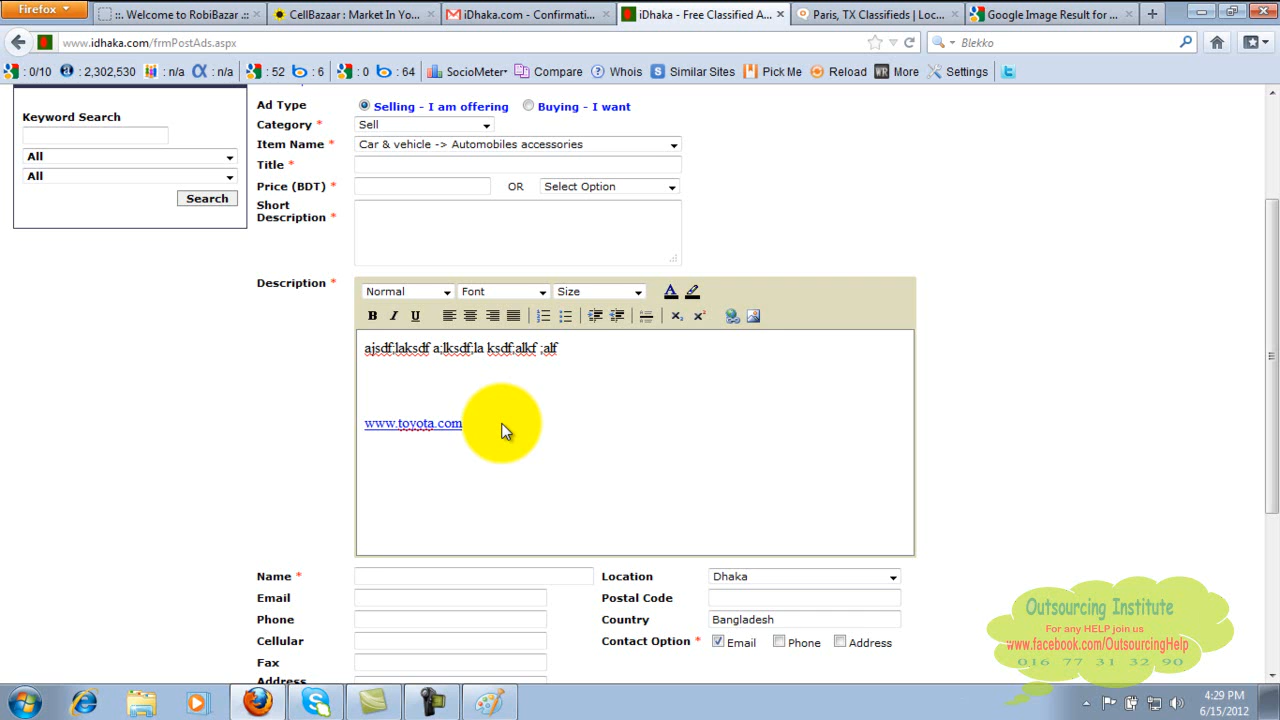 Firefox
::. Welcome to RobiBazar .::
CellBazaar : Market In Yo...
iDhaka.com - Confirmati...
iDhaka - Free Classified A...
Paris, TX Classifieds | Loc...
Google Image Result for ...
www.idhaka.com/frmPostAds.aspx
Blekko
: 0/10 : 2,302,530 : n/a : n/a : 52 : 6 : 0 : 64 SocioMeter Compare Whois Similar Sites Pick Me Reload More Settings
Keyword Search
All
All
Search
Ad Type Selling - I am offering Buying - I want
Category * Sell
Item Name * Car & vehicle -> Automobiles accessories
Title *
Price (BDT) * OR Select Option
Short
Description *
Description * Normal Font Size
B I U
ajsdf;laksdf a;lksdf;la ksdf;alkf ;alf
www.toyota.com
Name * Location Dhaka
Email Postal Code
Phone Country Bangladesh
Cellular Contact Option * Email Phone Address
Fax
Address
Outsourcing Institute
For any HELP join us
www.facebook.com/OutsourcingHelp
016 77 31 32 90
4:29 PM
6/15/2012